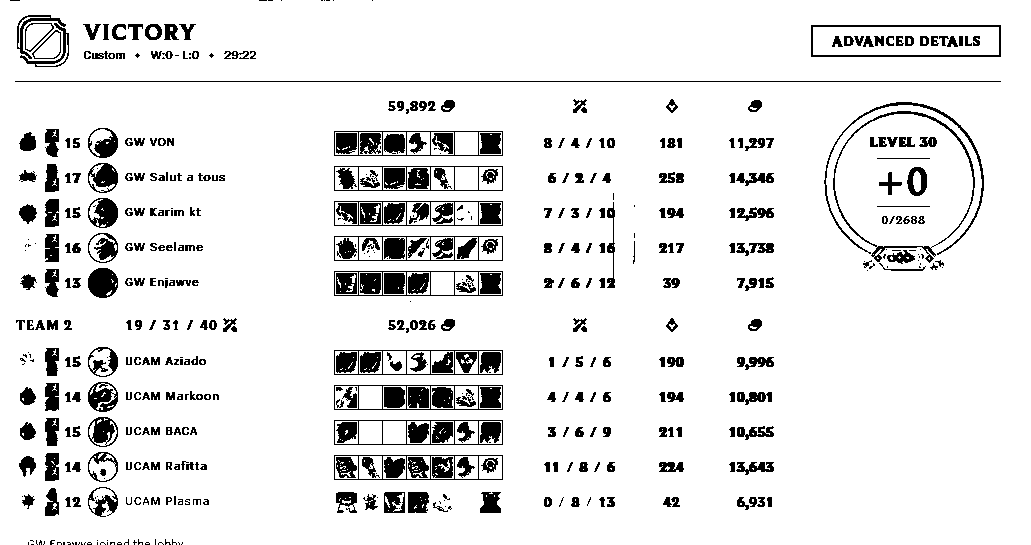 VICTORY
Custom • W:0 - L:0 • 29:22
ADVANCED DETAILS
59,892
15 GW VON 8 / 4 / 10 181 11,297
17 GW Salut a tous 6 / 2 / 4 258 14,346
15 GW Karim kt 7 / 3 / 10 194 12,596
16 GW Seelame 8 / 4 / 16 217 13,738
13 GW Enjawve 2 / 6 / 12 39 7,915
LEVEL 30
+0
0/2688
TEAM 2 19 / 31 / 40 52,026
15 UCAM Aziado 1 / 5 / 6 190 9,996
14 UCAM Markoon 4 / 4 / 6 194 10,801
15 UCAM BACA 3 / 6 / 9 211 10,655
14 UCAM Rafitta 11 / 8 / 6 224 13,643
12 UCAM Plasma 0 / 8 / 13 42 6,931
GW Enjawve joined the lobby